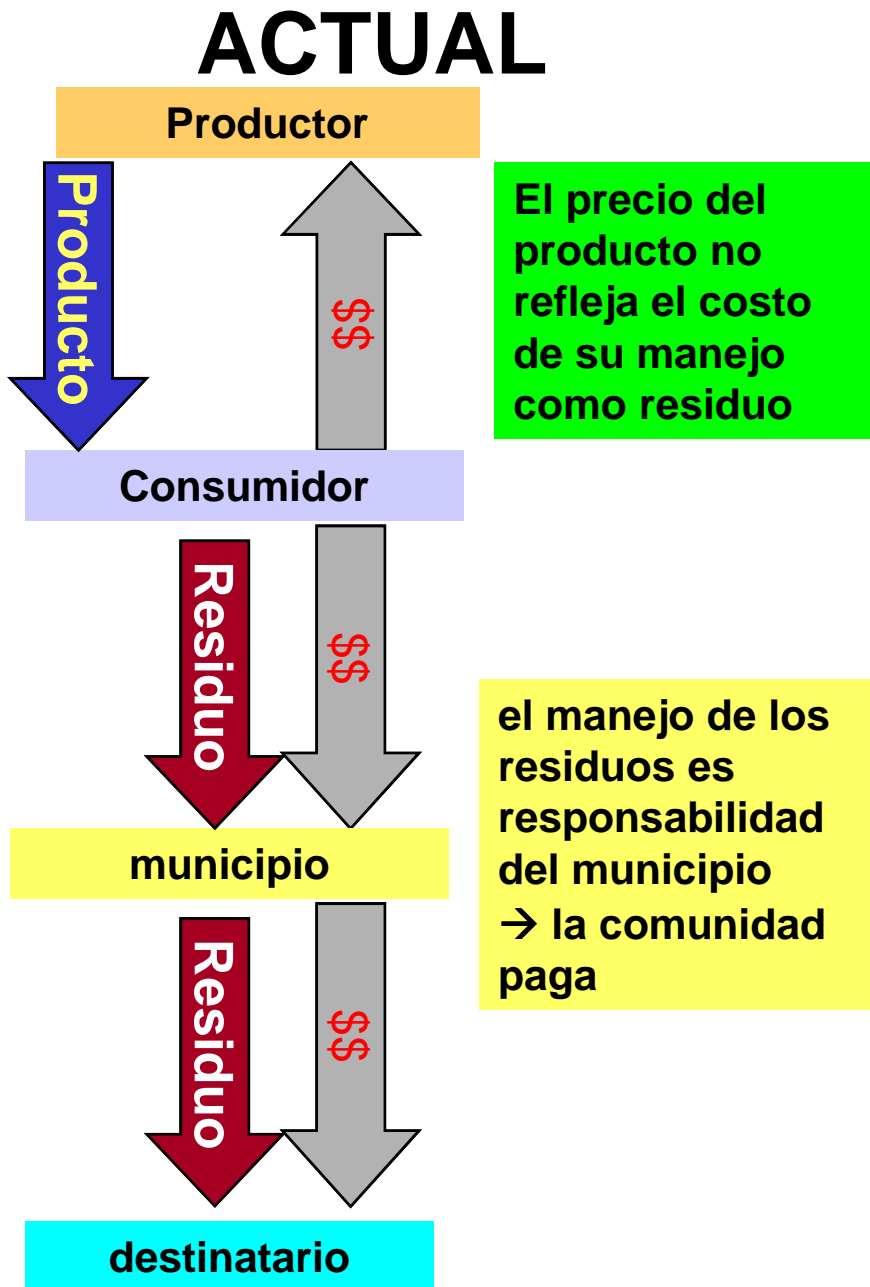 ACTUAL
Productor
Producto
$$
El precio del
producto no
refleja el costo
de su manejo
como residuo
Consumidor
Residuo
$$
el manejo de los
residuos es
responsabilidad
del municipio
→ la comunidad
paga
municipio
Residuo
$$
destinatario